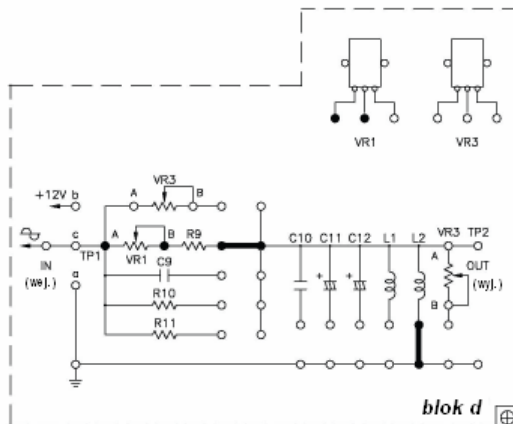 VR1
VR3
+12V b
VR3
A
B
c
A
B
R9
IN
(wej.)
TP1
VR1
C9
a
R10
R11
C10
C11
C12
L1
L2
VR3
TP2
A
OUT
(wyj.)
B
+
+
blok d